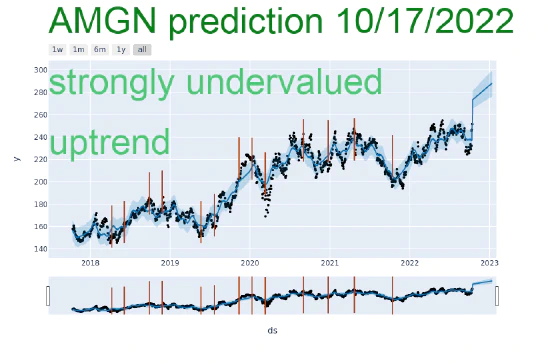 AMGN prediction 10/17/2022
1w 1m 6m 1y all
300
strongly undervalued
280
260
240
uptrend
220
y
200
180
160
140
2018 2019 2020 2021 2022 2023
ds